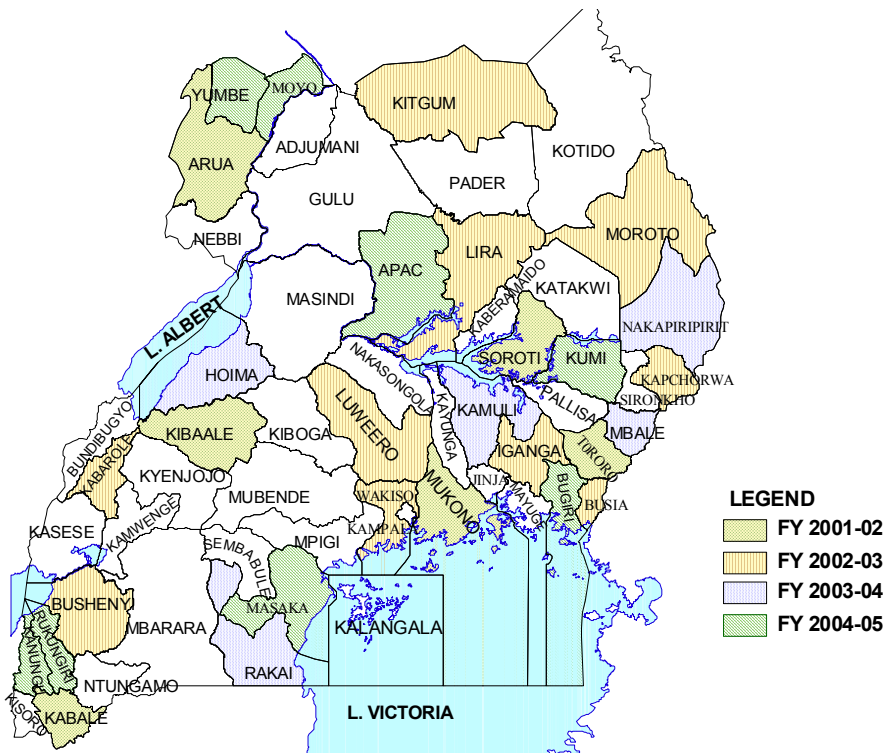 YUMBE
MOYO
KITGUM
ADJUMANI
KOTIDO
ARUA
PADER
GULU
NEBBI
LIRA
MOROTO
APAC
KABERAMAIDO
KATAKWI
MASINDI
L. ALBERT
NAKAPIRIPIRIT
SOROTI
KUMI
HOIMA
NAKASONGOLA
KAPCHORWA
SIRONKHO
PALLISA
KAMULI
KAYUNGA
LUWEERO
MBALE
BUNDIBUGYO
KIBAALE
KIBOGA
IGANGA
TORORO
KABAROLE
KYENJOJO
MUKONO
JINJA
MAYUGE
BUGIRI
BUSIA
MUBENDE
WAKISO
KAMPALA
KASESE
KAMWENGE
MPIGI
SEMBABULE
BUSHENYI
MASAKA
KALANGALA
MBARARA
RUKUNGIRI
KANUNGU
RAKAI
NTUNGAMO
KISORO
KABALE
L. VICTORIA
LEGEND
FY 2001-02
FY 2002-03
FY 2003-04
FY 2004-05